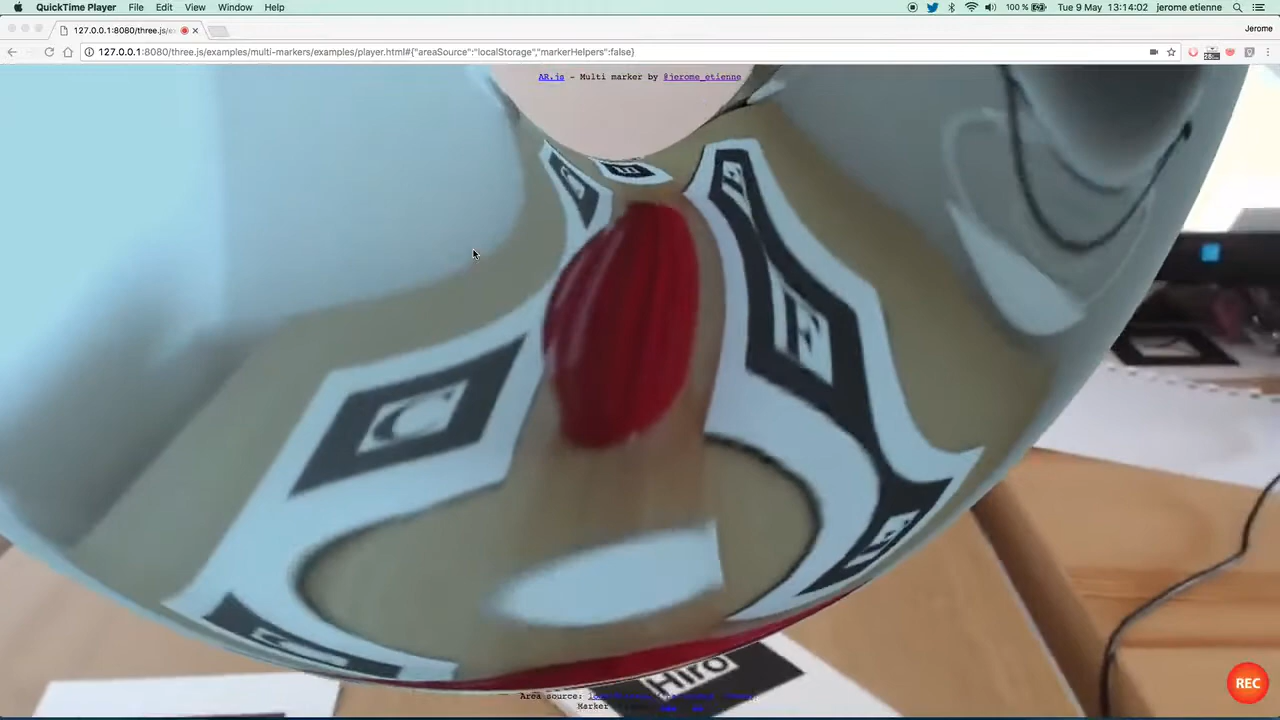 QuickTime Player File Edit View Window Help 100% Tue 9 May 13:14:02 jerome etienne
127.0.0.1:8080/three.js/ex Jerome
127.0.0.1:8080/three.js/examples/multi-markers/examples/player.html#{"areaSource":"localStorage","markerHelpers":false}
AR.js - Multi marker by @jerome_etienne
C
F
Hiro
REC
Area source: